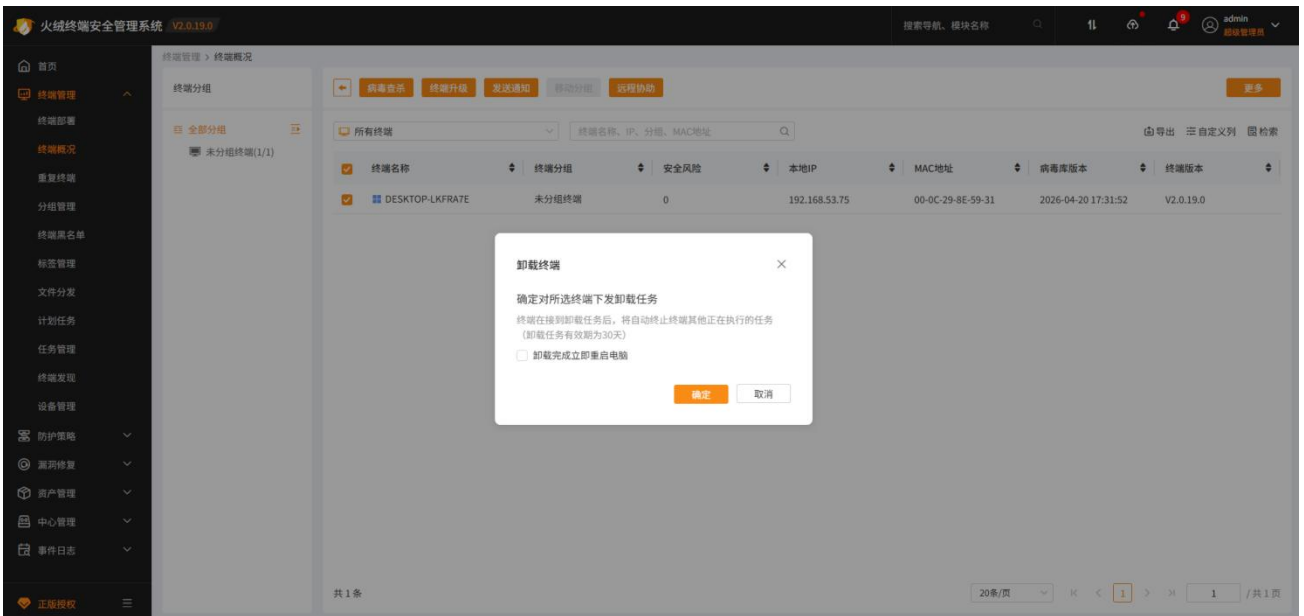 火绒终端安全管理系统 V2.0.19.0
搜索导航、模块名称
9
admin
超级管理员
首页
终端管理
终端部署
终端概况
重复终端
分组管理
终端黑名单
标签管理
文件分发
计划任务
任务管理
终端发现
设备管理
防护策略
漏洞修复
资产管理
中心管理
事件日志
正版授权
终端管理 > 终端概况
终端分组
全部分组
未分组终端(1/1)
病毒查杀 终端升级 发送通知 移动分组 远程协助 更多
所有终端 终端名称、IP、分组、MAC地址 导出 自定义列 检索
终端名称 终端分组 安全风险 本地IP MAC地址 病毒库版本 终端版本
DESKTOP-LKFRA7E 未分组终端 0 192.168.53.75 00-0C-29-8E-59-31 2026-04-20 17:31:52 V2.0.19.0
卸载终端
确定对所选终端下发卸载任务
终端在接到卸载任务后，将自动终止终端其他正在执行的任务
（卸载任务有效期为30天）
卸载完成立即重启电脑
确定 取消
共 1 条 20条/页 1 1 / 共 1 页